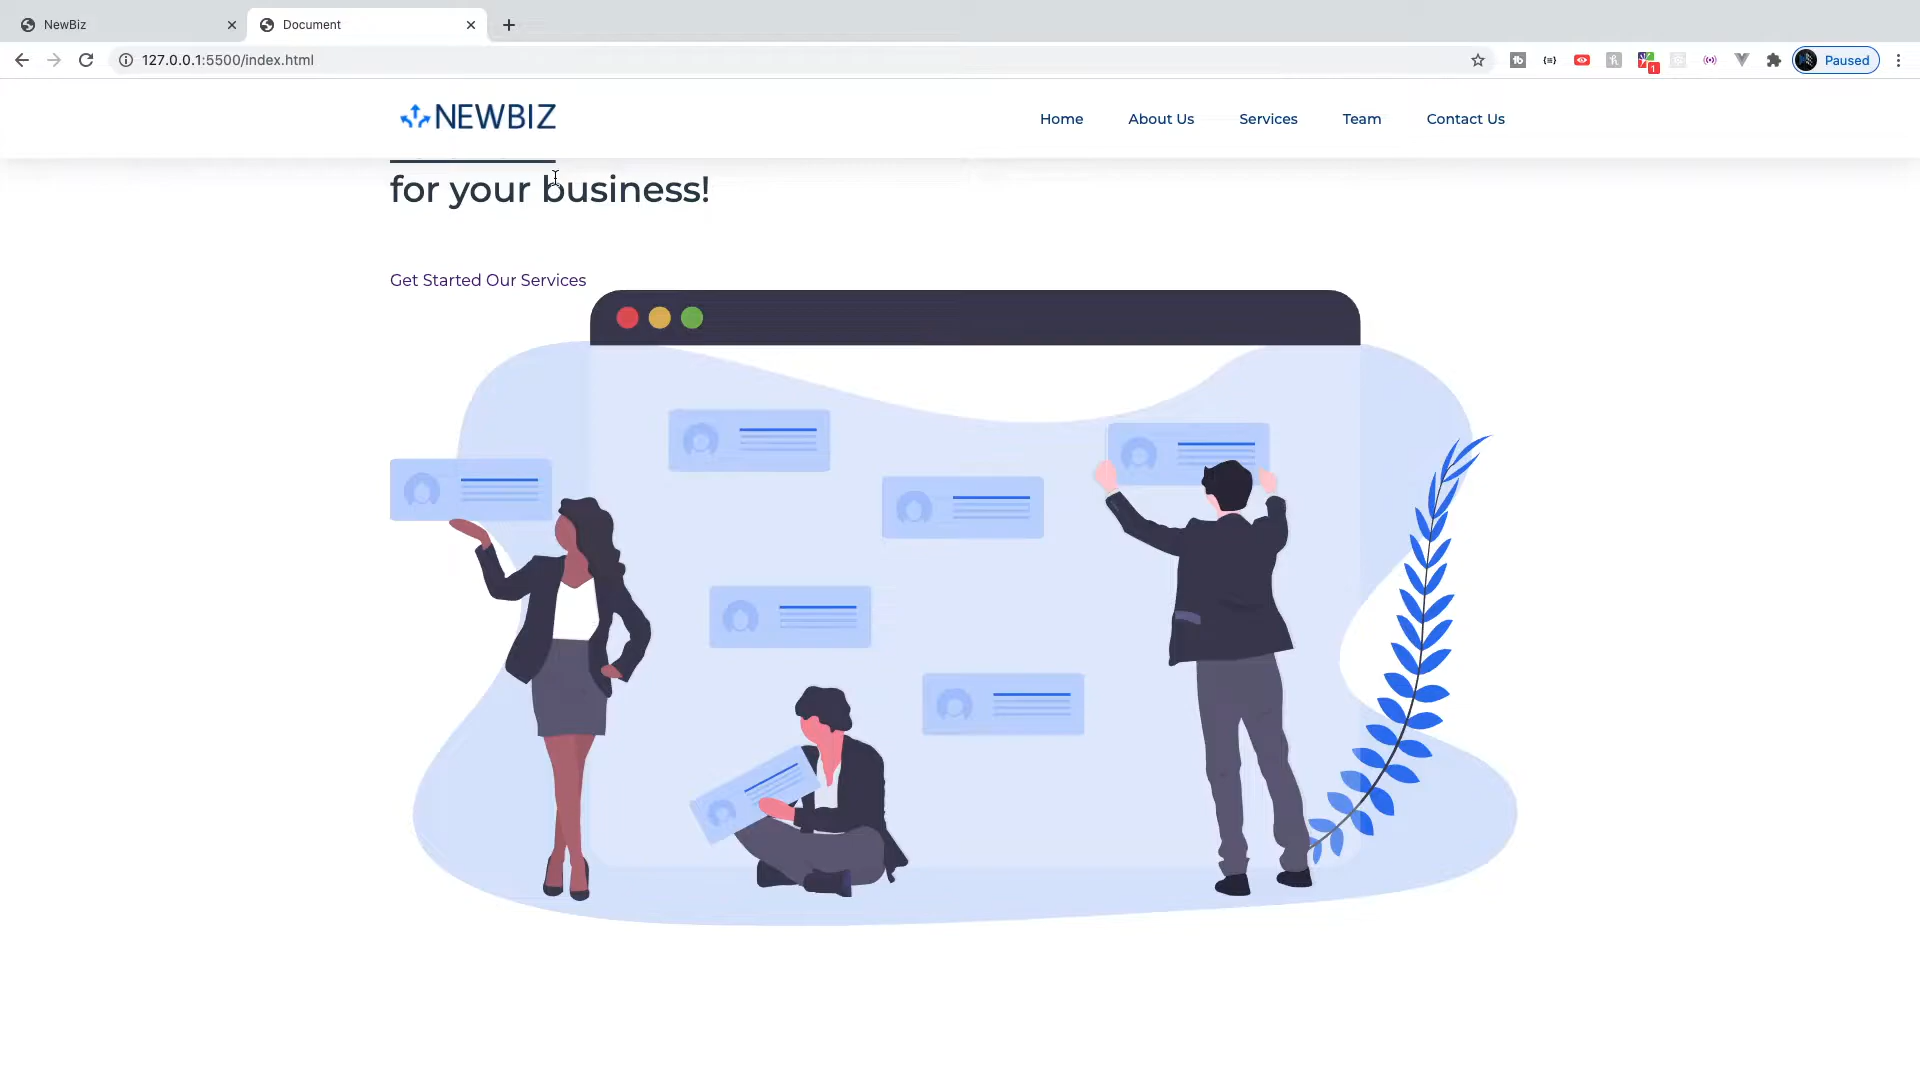 NewBiz
Document
127.0.0.1:5500/index.html
1
Paused
NEWBIZ
Home
About Us
Services
Team
Contact Us
for your business!
Get Started Our Services